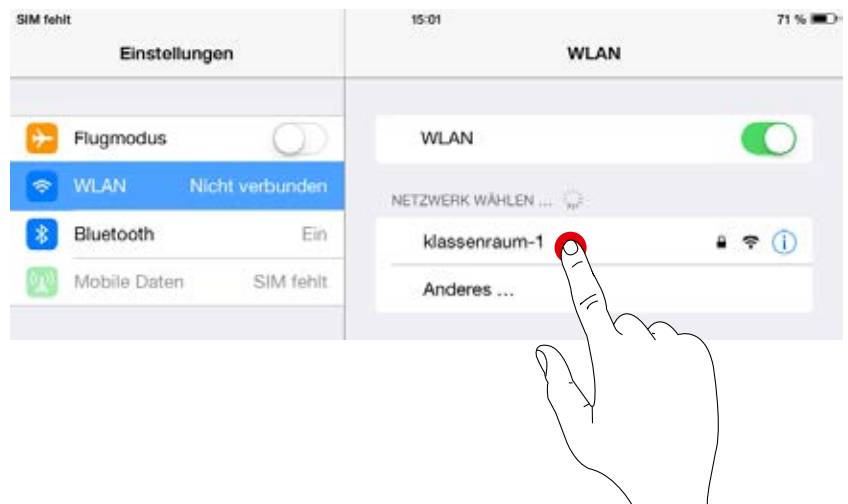 SIM fehlt 15:01 71 %
Einstellungen WLAN
Flugmodus
WLAN Nicht verbunden
Bluetooth Ein
Mobile Daten SIM fehlt
WLAN
NETZWERK WÄHLEN ...
klassenraum-1
Anderes ...